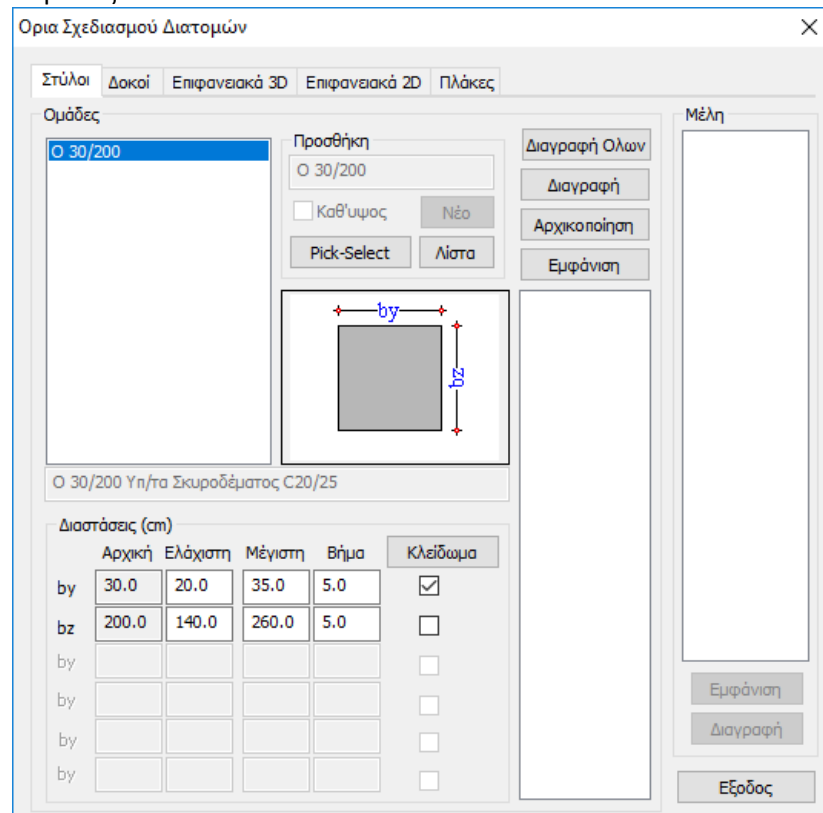 Ορια Σχεδιασμού Διατομών
Στύλοι Δοκοί Επιφανειακά 3D Επιφανειακά 2D Πλάκες
Ομάδες
Ο 30/200
Προσθήκη
Ο 30/200
Καθ'υψος Νέο
Pick-Select Λίστα
by
bz
Ο 30/200 Υπ/τα Σκυροδέματος C20/25
Διαστάσεις (cm)
Αρχική Ελάχιστη Μέγιστη Βήμα Κλείδωμα
by 30.0 20.0 35.0 5.0
bz 200.0 140.0 260.0 5.0
by
by
by
by
Διαγραφή Ολων
Διαγραφή
Αρχικοποίηση
Εμφάνιση
Μέλη
Εμφάνιση
Διαγραφή
Εξοδος